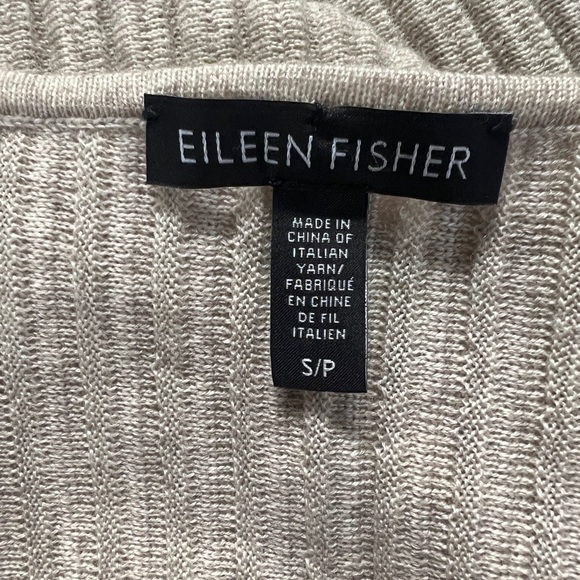 EILEEN FISHER
MADE IN
CHINA OF
ITALIAN
YARN/
FABRIQUÉ
EN CHINE
DE FIL
ITALIEN
S/P